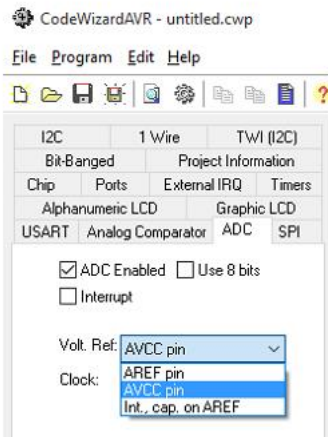 CodeWizardAVR - untitled.cwp
File Program Edit Help
I2C 1 Wire TWI (I2C)
Bit-Banged Project Information
Chip Ports External IRQ Timers
Alphanumeric LCD Graphic LCD
USART Analog Comparator ADC SPI
ADC Enabled Use 8 bits
Interrupt
Volt. Ref: AVCC pin
AREF pin
Clock: AVCC pin
Int., cap. on AREF